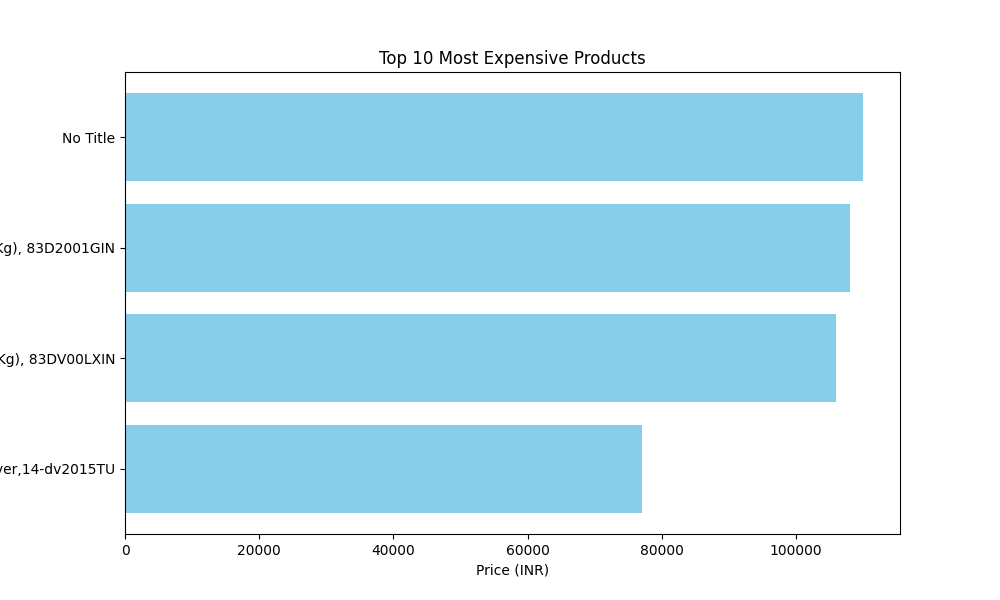 Top 10 Most Expensive Products
No Title
Kg), 83D2001GIN
Kg), 83DV00LXIN
ver,14-dv2015TU
0 20000 40000 60000 80000 100000
Price (INR)